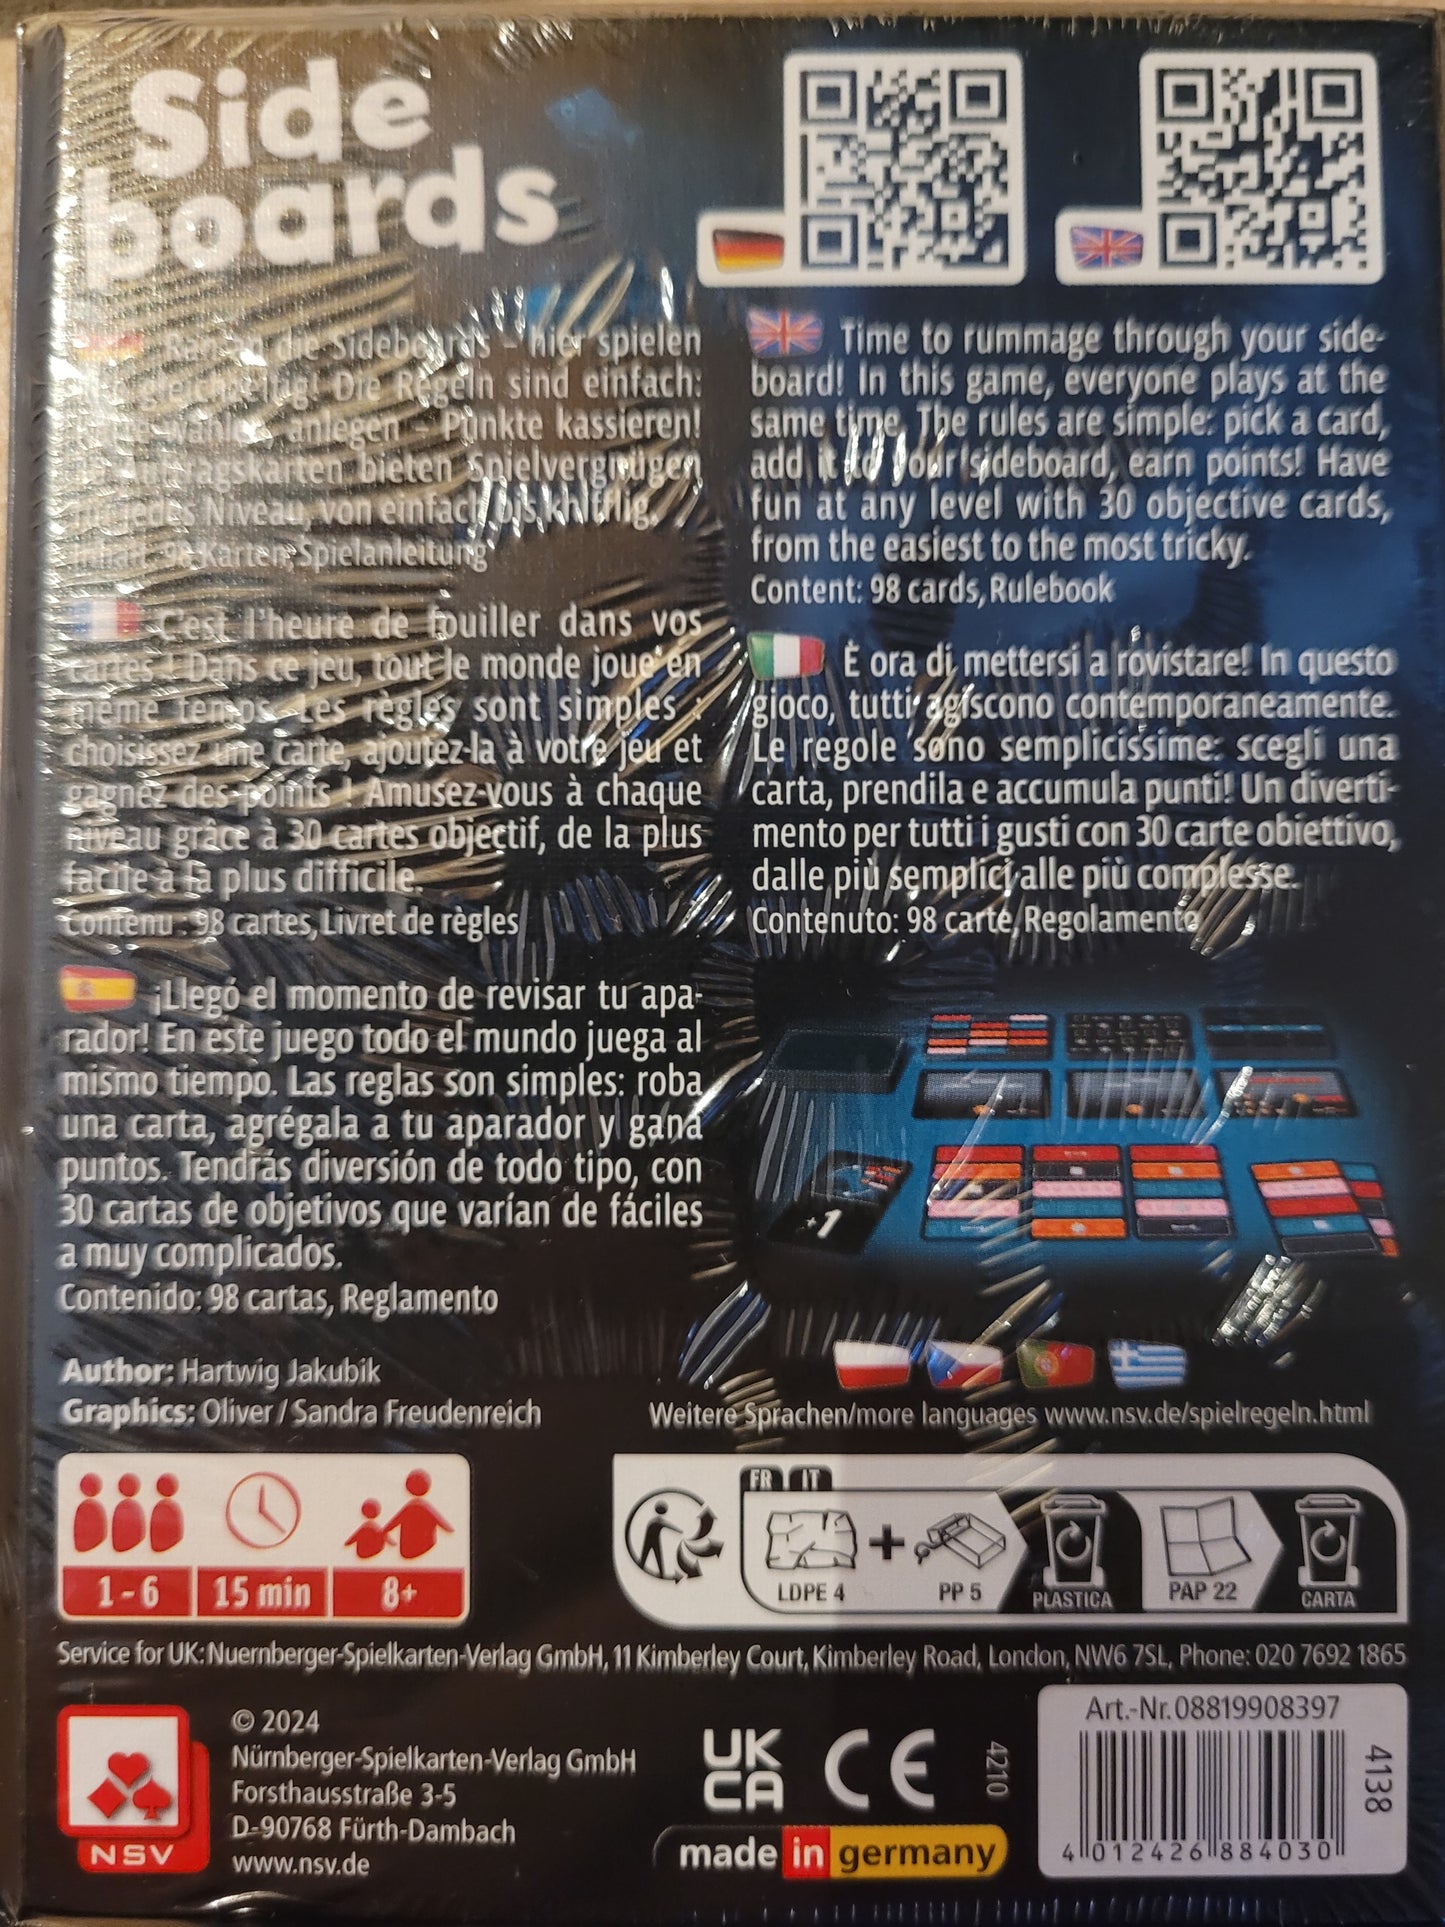 Side
boards
an die Sideboards – hier spielen
gleichzeitig! Die Regeln sind einfach:
wählen, anlegen – Punkte kassieren!
bieten Spielvergnügen
jedes Niveau, von einfach bis knifflig.
Inhalt: 98 Karten, Spielanleitung
Time to rummage through your side-
board! In this game, everyone plays at the
same time. The rules are simple: pick a card,
add it to your sideboard, earn points! Have
fun at any level with 30 objective cards,
from the easiest to the most tricky.
Content: 98 cards, Rulebook
C'est l'heure de fouiller dans vos
cartes ! Dans ce jeu, tout le monde joue en
même temps. Les règles sont simples :
choisissez une carte, ajoutez-la à votre jeu et
gagnez des points ! Amusez-vous à chaque
niveau grâce à 30 cartes objectif, de la plus
facile à la plus difficile.
Contenu : 98 cartes, Livret de règles
È ora di mettersi a rovistare! In questo
gioco, tutti agiscono contemporaneamente.
Le regole sono semplicissime: scegli una
carta, prendila e accumula punti! Un diverti-
mento per tutti i gusti con 30 carte obiettivo,
dalle più semplici alle più complesse.
Contenuto: 98 carte, Regolamento
¡Llegó el momento de revisar tu apa-
rador! En este juego todo el mundo juega al
mismo tiempo. Las reglas son simples: roba
una carta, agrégala a tu aparador y gana
puntos. Tendrás diversión de todo tipo, con
30 cartas de objetivos que varían de fáciles
a muy complicados.
Contenido: 98 cartas, Reglamento
+1
Author: Hartwig Jakubik
Graphics: Oliver / Sandra Freudenreich
Weitere Sprachen/more languages www.nsv.de/spielregeln.html
1 - 6 15 min 8+
FR IT
LDPE 4 + PP 5 PLASTICA PAP 22 CARTA
Service for UK: Nuernberger-Spielkarten-Verlag GmbH, 11 Kimberley Court, Kimberley Road, London, NW6 7SL, Phone: 020 7692 1865
NSV
© 2024
Nürnberger-Spielkarten-Verlag GmbH
Forsthausstraße 3-5
D-90768 Fürth-Dambach
www.nsv.de
UK
CA
CE
4210
made in germany
Art.-Nr. 08819908397
4138
4 012426 884030